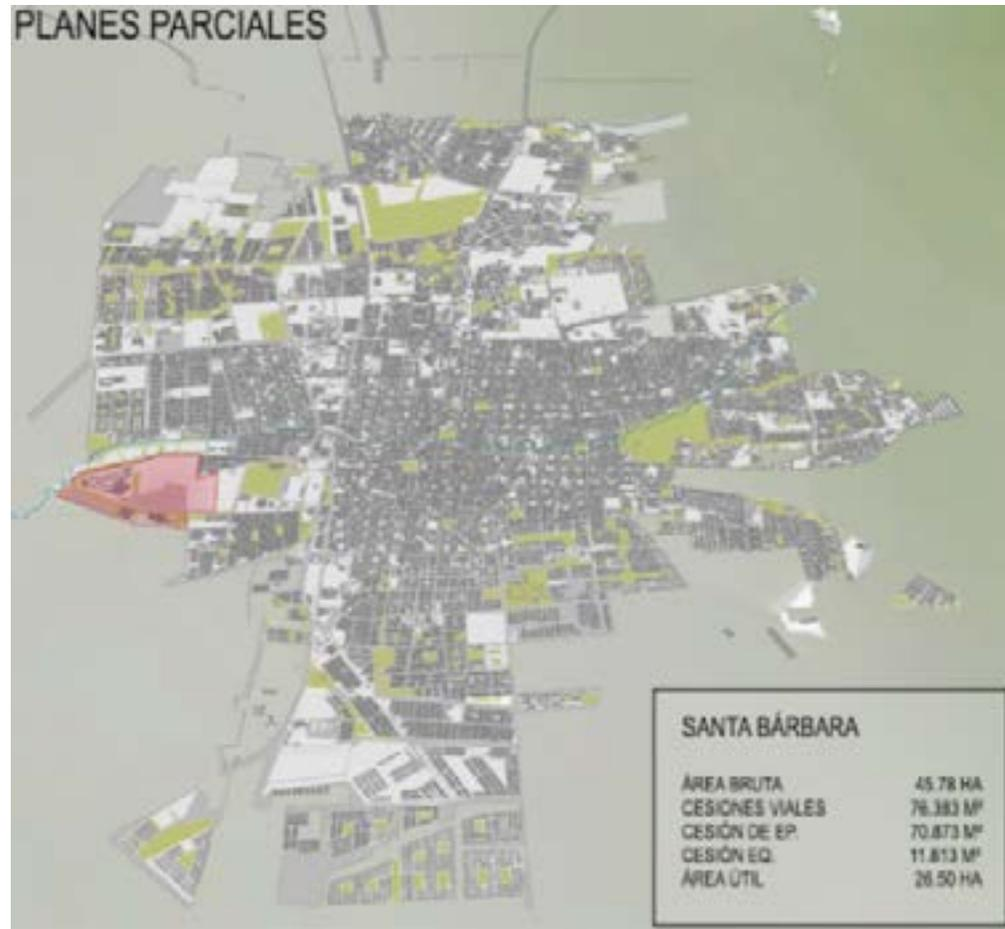 PLANES PARCIALES
SANTA BÁRBARA
ÁREA BRUTA 45.78 HA
CESIONES VIALES 76.383 M²
CESIÓN DE EP. 70.873 M²
CESIÓN EQ. 11.813 M²
ÁREA ÚTIL 26.50 HA